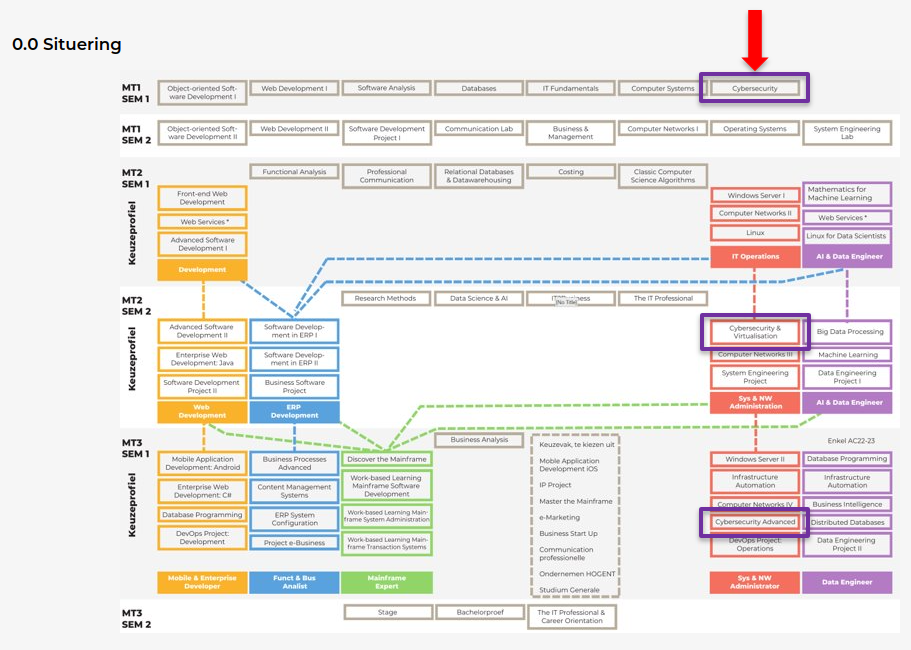 0.0 Situering
MT1
SEM 1
Object-oriented Soft-
ware Development I
Web Development I
Software Analysis
Databases
IT Fundamentals
Computer Systems
Cybersecurity
MT1
SEM 2
Object-oriented Soft-
ware Development II
Web Development II
Software Development
Project I
Communication Lab
Business &
Management
Computer Networks I
Operating Systems
System Engineering
Lab
MT2
SEM 1
Functional Analysis
Professional
Communication
Relational Databases
& Datawarehousing
Costing
Classic Computer
Science Algorithms
Keuzeprofiel
Front-end Web
Development
Web Services *
Advanced Software
Development I
Development
Windows Server I
Computer Networks II
Linux
IT Operations
Mathematics for
Machine Learning
Web Services *
Linux for Data Scientists
AI & Data Engineer
MT2
SEM 2
Research Methods
Data Science & AI
(No Title)
The IT Professional
Keuzeprofiel
Advanced Software
Development II
Enterprise Web
Development: Java
Software Development
Project II
Web
Development
Software Develop-
ment in ERP I
Software Develop-
ment in ERP II
Business Software
Project
ERP
Development
Cybersecurity &
Virtualisation
Computer Networks III
System Engineering
Project
Sys & NW
Administration
Big Data Processing
Machine Learning
Data Engineering
Project I
AI & Data Engineer
MT3
SEM 1
Business Analysis
Enkel AC22-23
Keuzeprofiel
Mobile Application
Development: Android
Enterprise Web
Development: C#
Database Programming
DevOps Project:
Development
Mobile & Enterprise
Developer
Business Processes
Advanced
Content Management
Systems
ERP System
Configuration
Project e-Business
Funct & Bus
Analist
Discover the Mainframe
Work-based Learning
Mainframe Software
Development
Work-based Learning Main-
frame System Administration
Work-based Learning Main-
frame Transaction Systems
Mainframe
Expert
Keuzevak, te kiezen uit
Mobile Application
Development IOS
IP Project
Master the Mainframe
e-Marketing
Business Start Up
Communication
professionelle
Ondernemen HOGENT
Studium Generale
Windows Server II
Infrastructure
Automation
Computer Networks IV
Cybersecurity Advanced
DevOps Project:
Operations
Sys & NW
Administrator
Database Programming
Infrastructure
Automation
Business Intelligence
Distributed Databases
Data Engineering
Project II
Data Engineer
MT3
SEM 2
Stage
Bachelorproef
The IT Professional &
Career Orientation